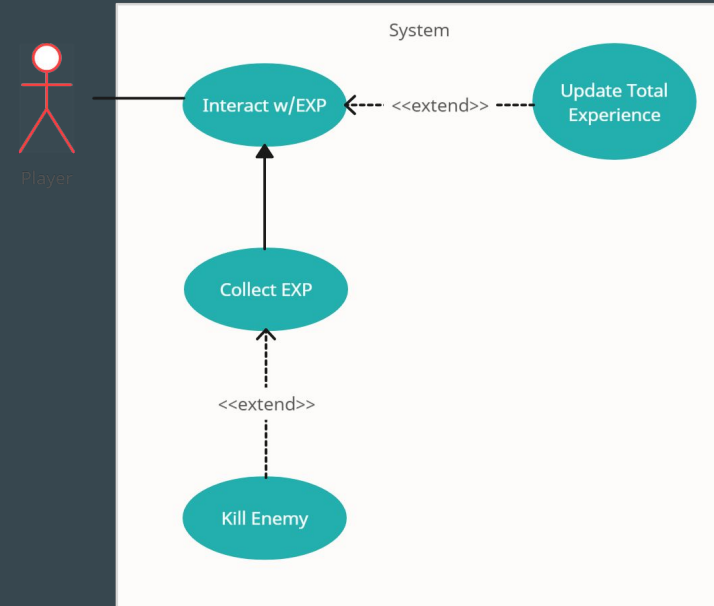 System
Interact w/EXP
<<extend>>
Update Total
Experience
Player
Collect EXP
<<extend>>
Kill Enemy